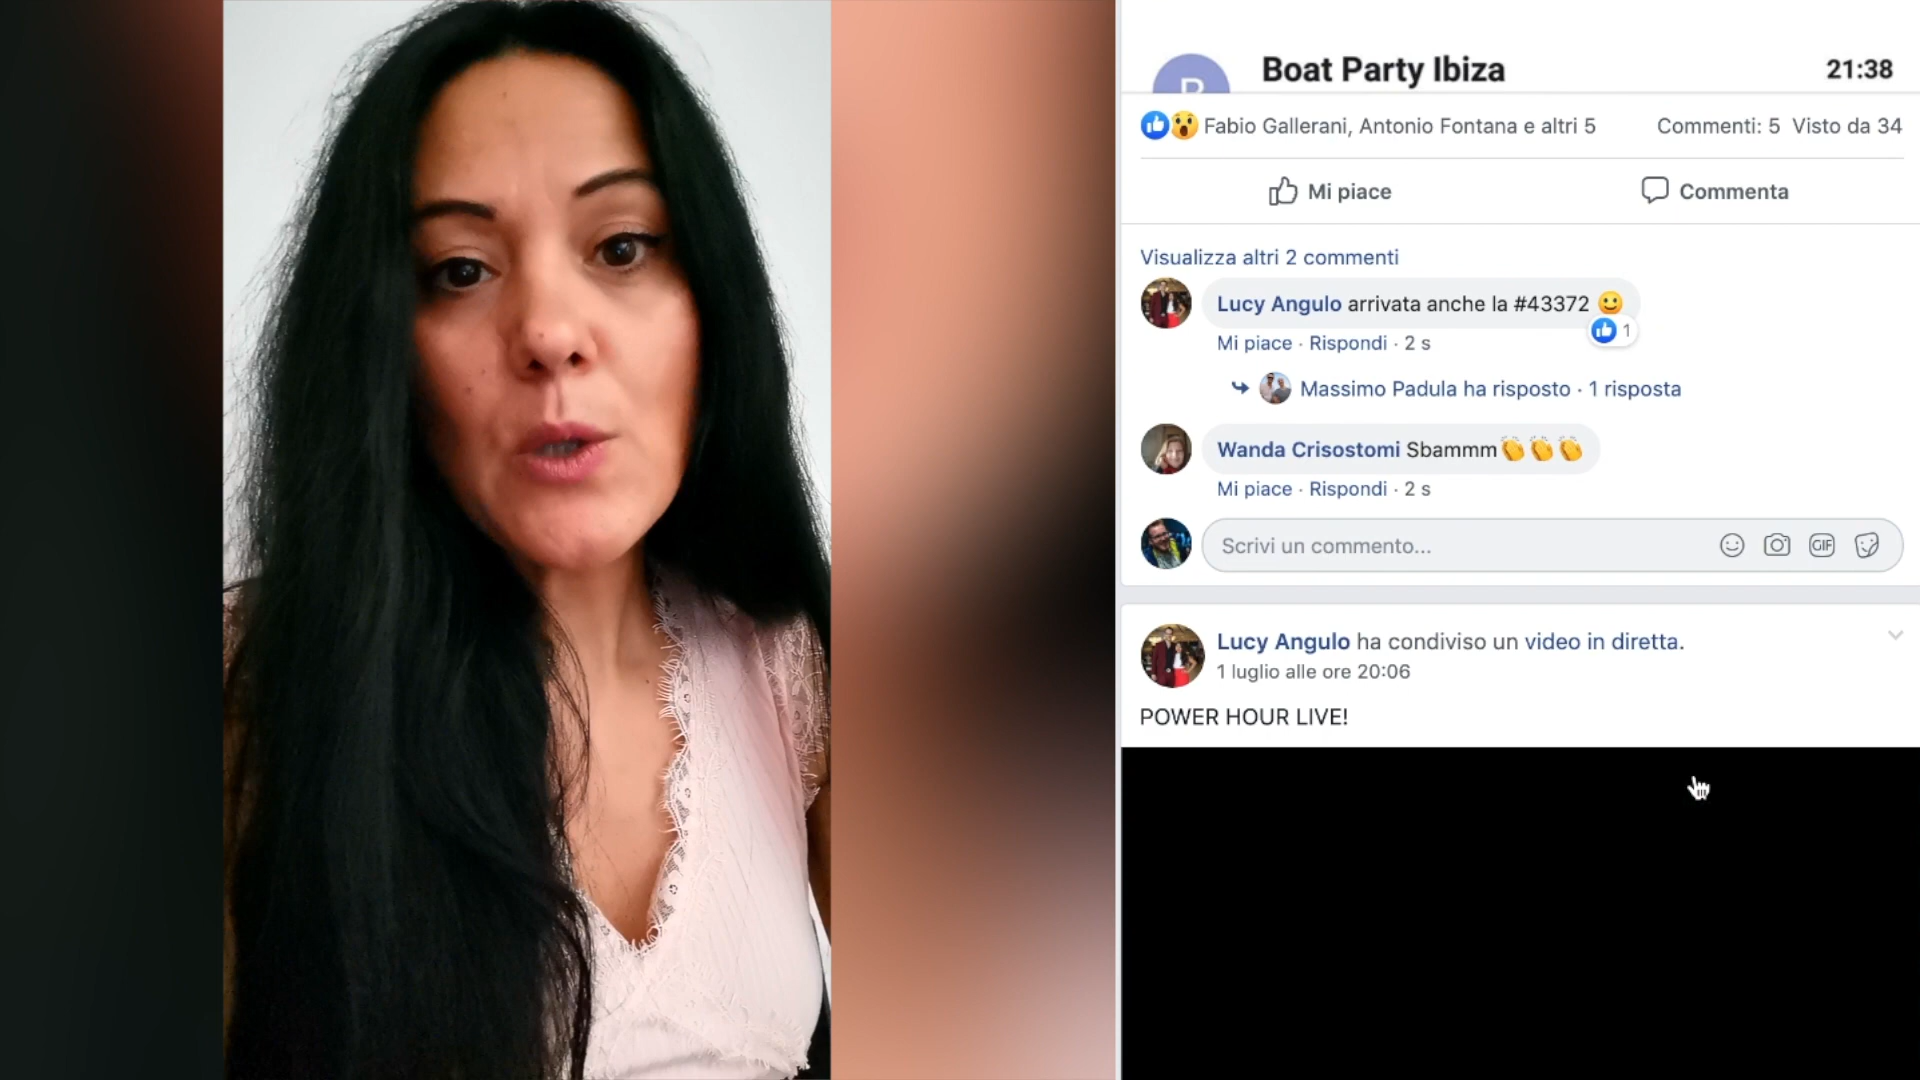 Boat Party Ibiza 21:38
Fabio Gallerani, Antonio Fontana e altri 5 Commenti: 5 Visto da 34
Mi piace Commenta
Visualizza altri 2 commenti
Lucy Angulo arrivata anche la #43372 🙂
1
Mi piace · Rispondi · 2 s
Massimo Padula ha risposto · 1 risposta
Wanda Crisostomi Sbammm👏👏👏
Mi piace · Rispondi · 2 s
Scrivi un commento... GIF
Lucy Angulo ha condiviso un video in diretta.
1 luglio alle ore 20:06
POWER HOUR LIVE!